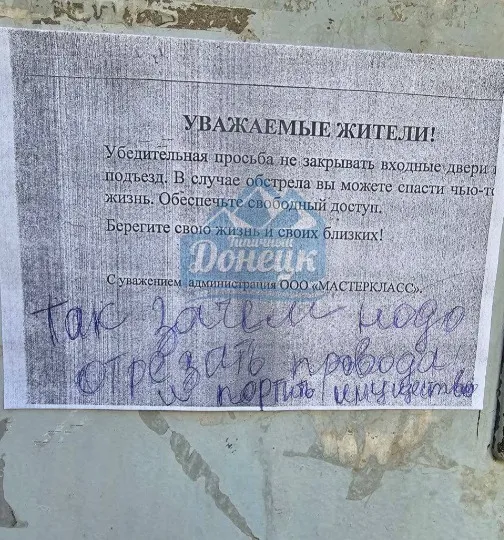 УВАЖАЕМЫЕ ЖИТЕЛИ!
Убедительная просьба не закрывать входные двери
подъезд. В случае обстрела вы можете спасти чью-то
жизнь. Обеспечьте свободный доступ.
Берегите свою жизнь и своих близких!
Типичный
Донецк
С уважением администрация ООО «МАСТЕРКЛАСС».
Так зачем надо
отрезать провода
и портить имущество